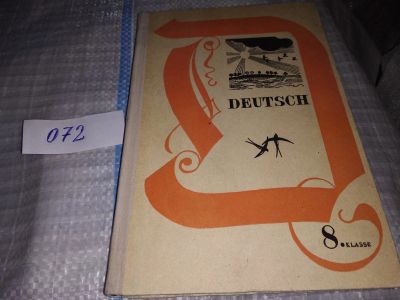 072
DEUTSCH
8. KLASSE